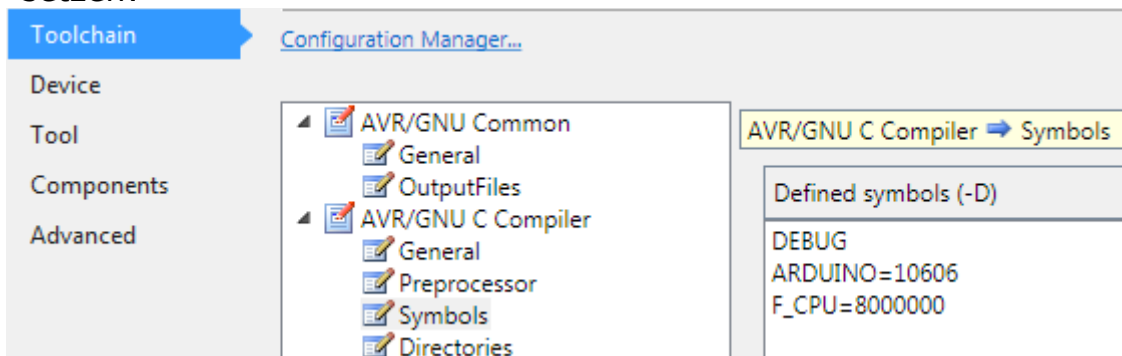 Toolchain
Configuration Manager...
Device
Tool
Components
Advanced
AVR/GNU Common
General
OutputFiles
AVR/GNU C Compiler
General
Preprocessor
Symbols
Directories
AVR/GNU C Compiler Symbols
Defined symbols (-D)
DEBUG
ARDUINO=10606
F_CPU=8000000